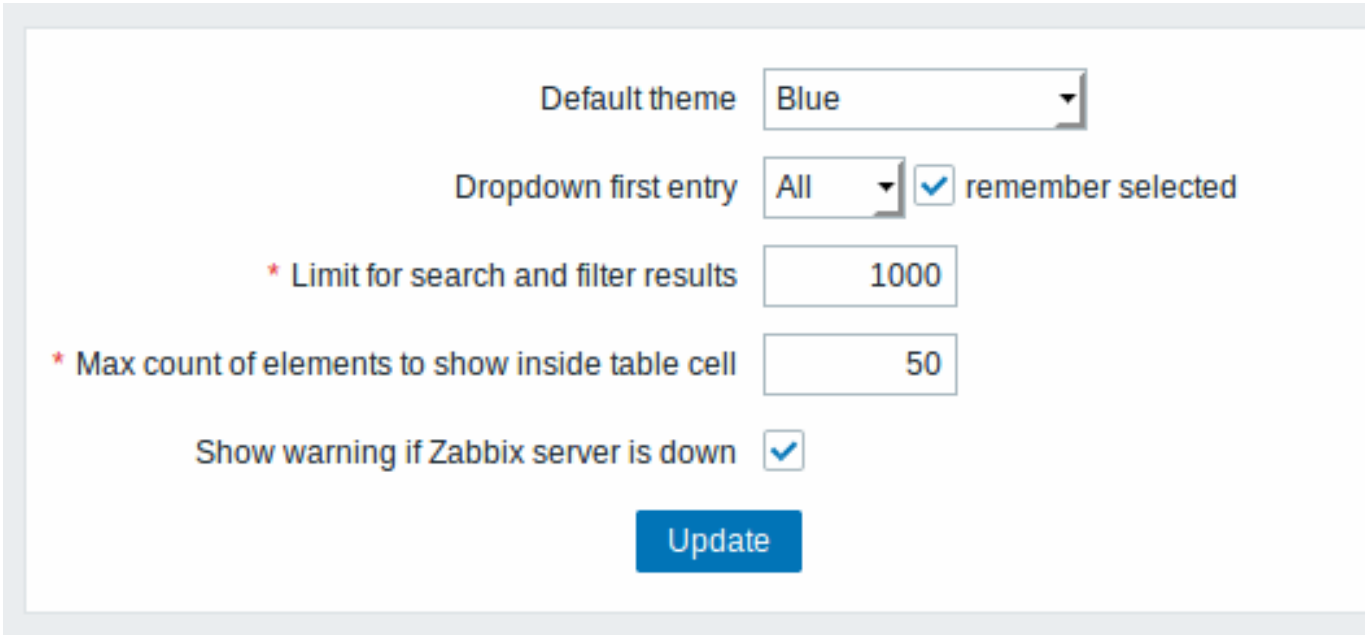 Default theme Blue
Dropdown first entry All remember selected
* Limit for search and filter results 1000
* Max count of elements to show inside table cell 50
Show warning if Zabbix server is down
Update